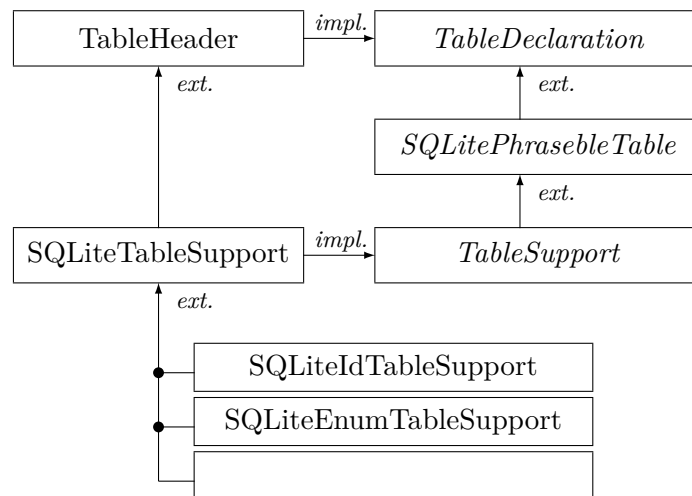 TableHeader
impl.
TableDeclaration
ext.
ext.
SQLitePhrasebleTable
ext.
SQLiteTableSupport
impl.
TableSupport
ext.
SQLiteIdTableSupport
SQLiteEnumTableSupport